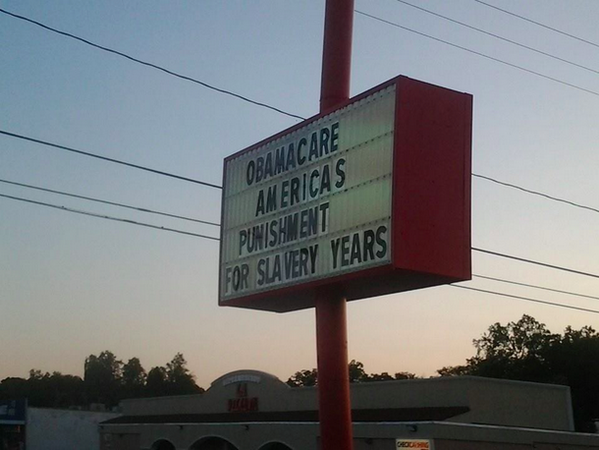 OBAMACARE
AMERICAS
PUNISHMENT
FOR SLAVERY YEARS